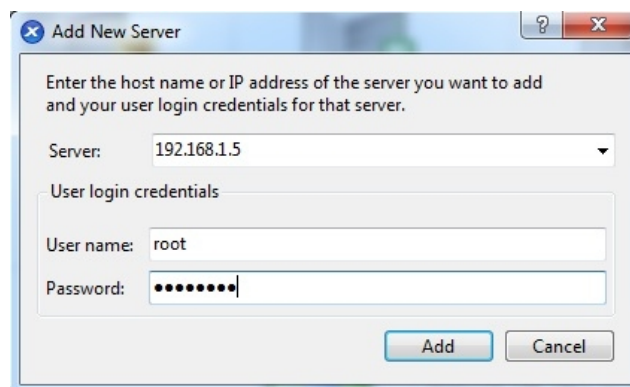 Add New Server
Enter the host name or IP address of the server you want to add
and your user login credentials for that server.
Server: 192.168.1.5
User login credentials
User name: root
Password: ●●●●●●●●
Add Cancel